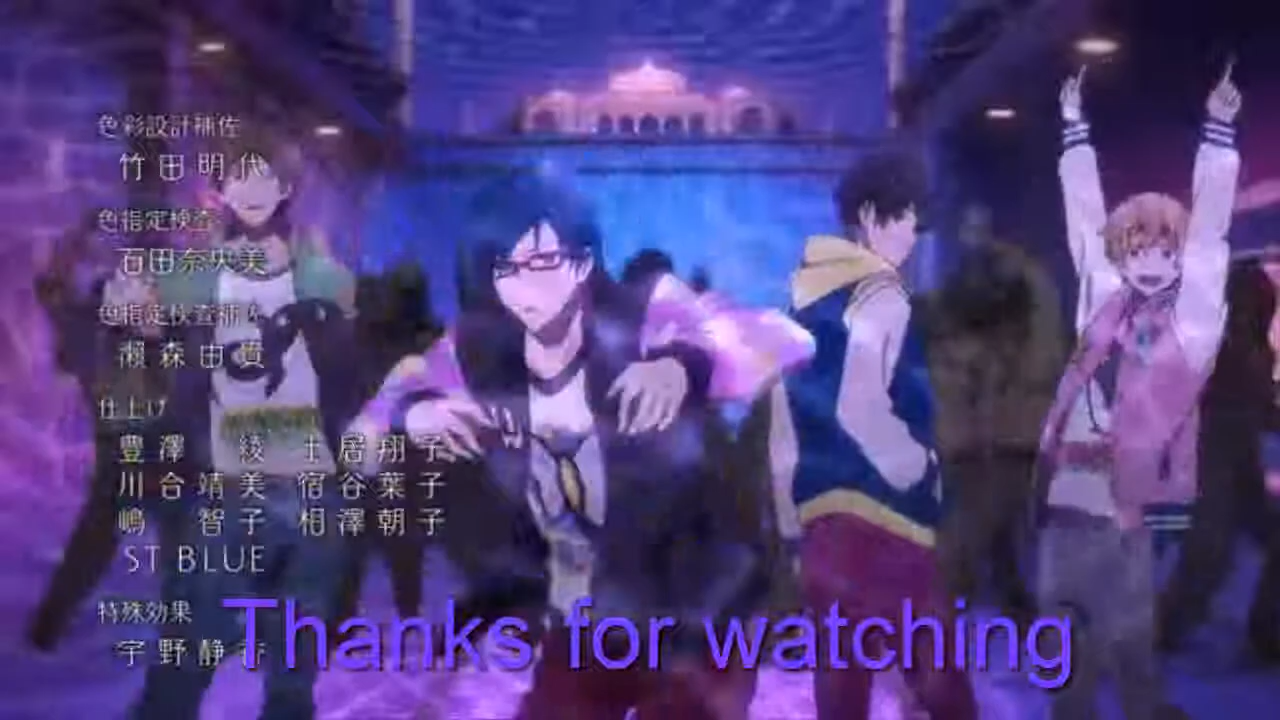 色彩設計補佐
竹田明代
色指定検査
石田奈央美
色指定検査補佐
瀬森由貴
仕上げ
豊澤 綾 土居翔子
川合靖美 宿谷葉子
嶋 智子 相澤朝子
ST BLUE
特殊効果
宇野静香
Thanks for watching